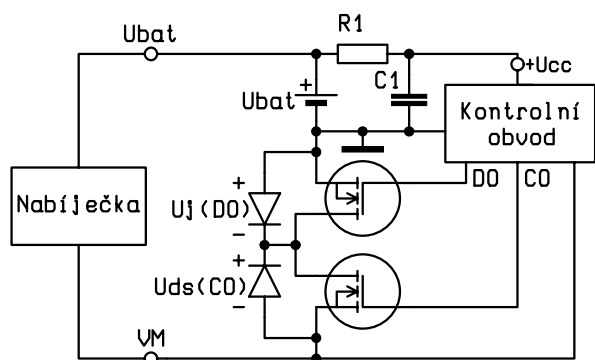 Ubat
R1
+Ucc
C1
+
Ubat
Kontrolní
obvod
DO
CO
Nabíječka
+
Uj(DO)
-
+
Uds(CO)
-
VM